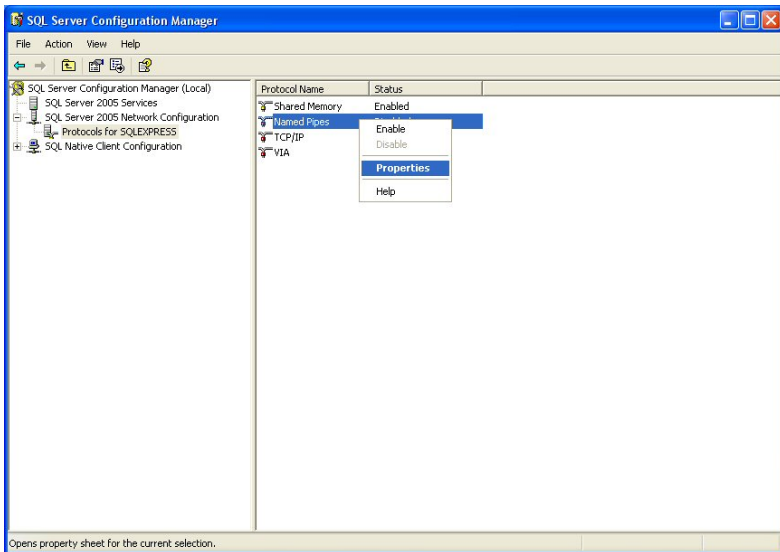 SQL Server Configuration Manager
File Action View Help
SQL Server Configuration Manager (Local)
SQL Server 2005 Services
SQL Server 2005 Network Configuration
Protocols for SQLEXPRESS
SQL Native Client Configuration
Protocol Name Status
Shared Memory Enabled
Named Pipes
TCP/IP
VIA
Enable
Disable
Properties
Help
Opens property sheet for the current selection.